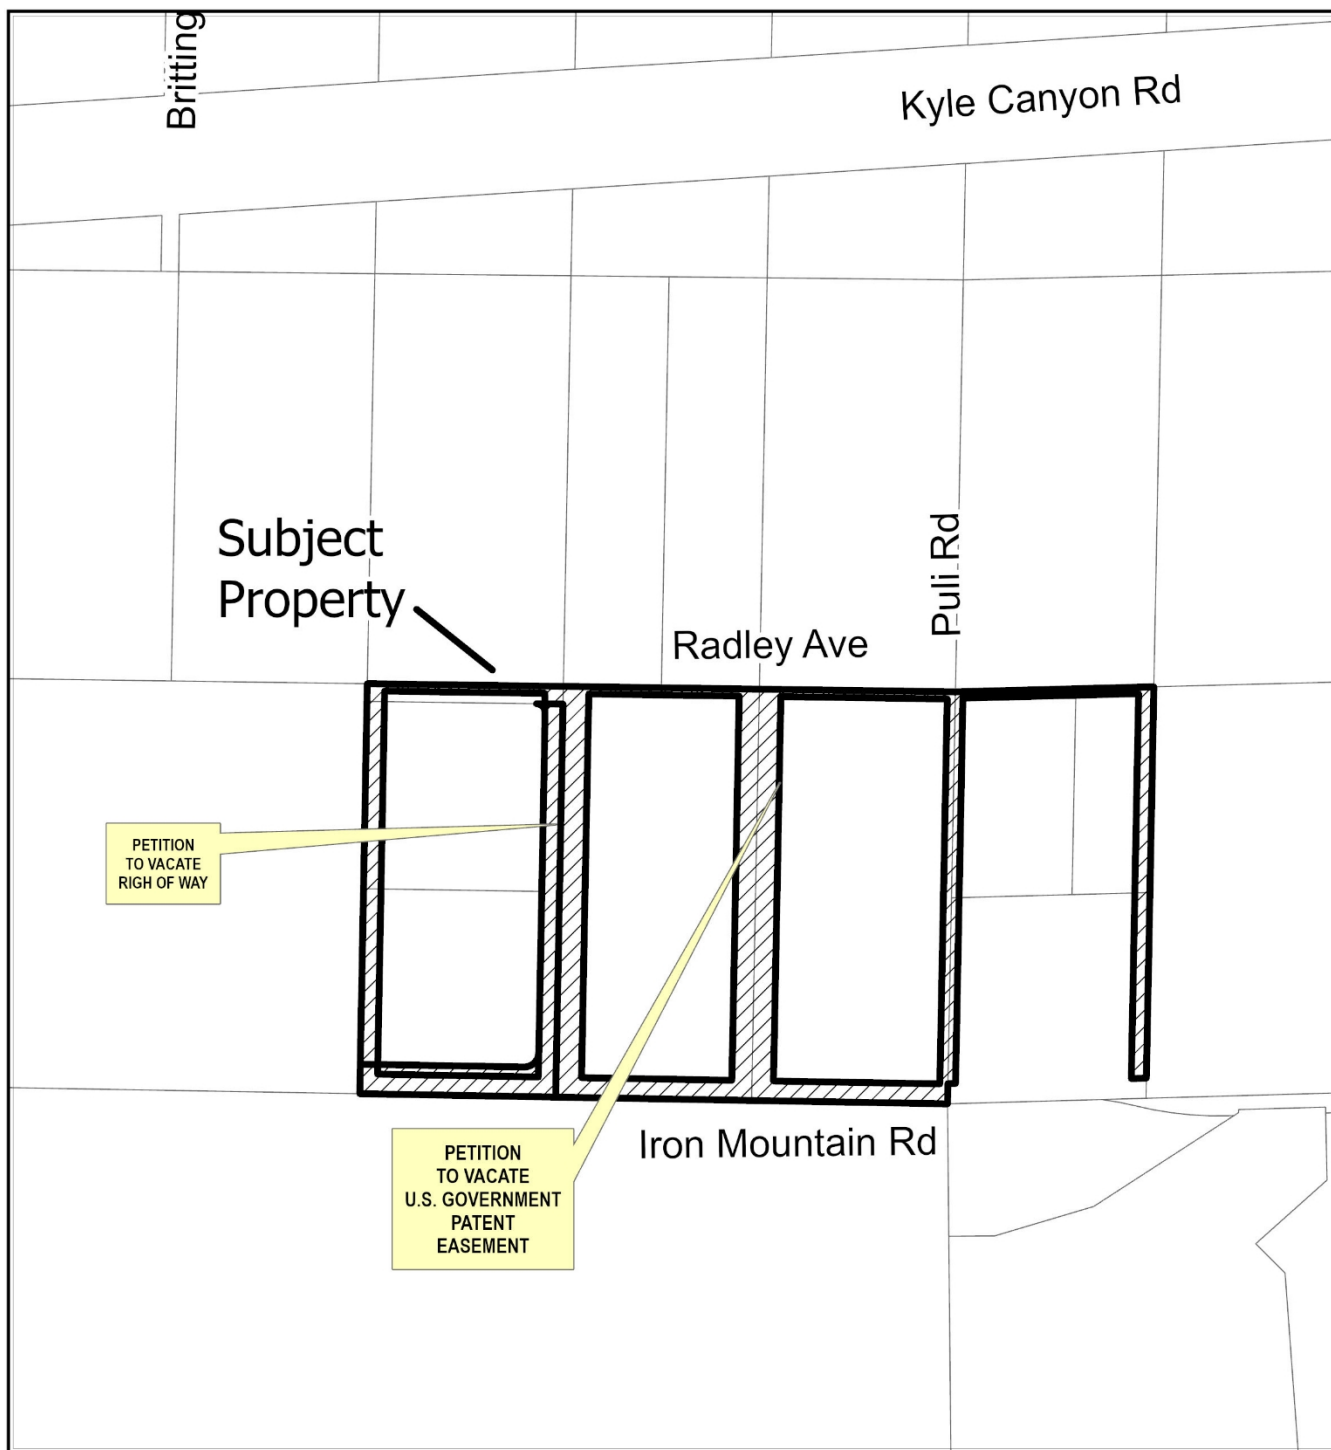 Britting
Kyle Canyon Rd
Subject
Property
Puli Rd
Radley Ave
PETITION
TO VACATE
RIGH OF WAY
PETITION
TO VACATE
U.S. GOVERNMENT
PATENT
EASEMENT
Iron Mountain Rd